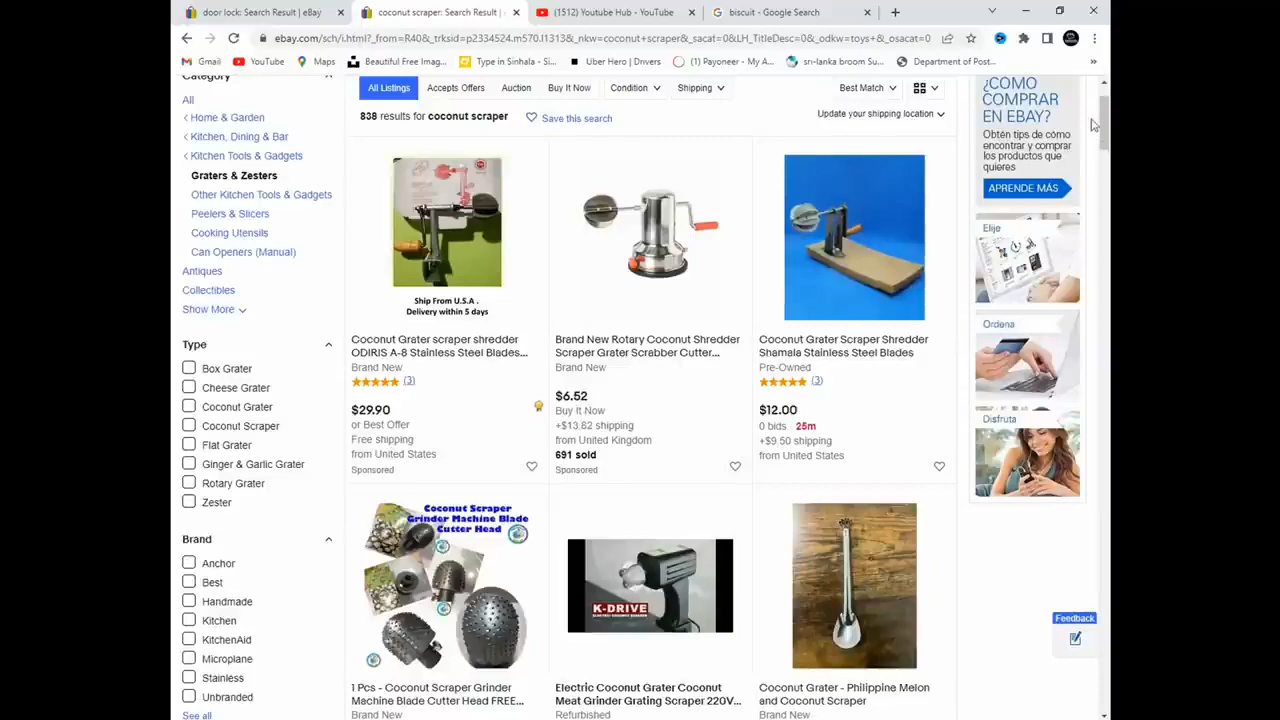 door lock: Search Result | eBay
coconut scraper: Search Result |
(1512) Youtube Hub - YouTube
biscuit - Google Search
ebay.com/sch/i.html?_from=R40&_trksid=p2334524.m570.l1313&_nkw=coconut+scraper&_sacat=0&LH_TitleDesc=0&_odkw=toys+&_osacat=0
Gmail
YouTube
Maps
Beautiful Free Imag...
Type in Sinhala - Si...
Uber Hero | Drivers
(1) Payoneer - My A...
sri-lanka broom Su...
Department of Post...
Category
All
Home & Garden
Kitchen, Dining & Bar
Kitchen Tools & Gadgets
Graters & Zesters
Other Kitchen Tools & Gadgets
Peelers & Slicers
Cooking Utensils
Can Openers (Manual)
Antiques
Collectibles
Show More
Type
Box Grater
Cheese Grater
Coconut Grater
Coconut Scraper
Flat Grater
Ginger & Garlic Grater
Rotary Grater
Zester
Brand
Anchor
Best
Handmade
Kitchen
KitchenAid
Microplane
Stainless
Unbranded
See all
All Listings
Accepts Offers
Auction
Buy It Now
Condition
Shipping
Best Match
838 results for coconut scraper
Save this search
Update your shipping location
Ship From U.S.A .
Delivery within 5 days
Coconut Grater scraper shredder
ODIRIS A-8 Stainless Steel Blades...
Brand New
(3)
$29.90
or Best Offer
Free shipping
from United States
Sponsored
Brand New Rotary Coconut Shredder
Scraper Grater Scrabber Cutter...
Brand New
$6.52
Buy It Now
+$13.82 shipping
from United Kingdom
691 sold
Sponsored
Coconut Grater Scraper Shredder
Shamala Stainless Steel Blades
Pre-Owned
(3)
$12.00
0 bids 25m
+$9.50 shipping
from United States
Coconut Scraper
Grinder Machine Blade
Cutter Head
1 Pcs - Coconut Scraper Grinder
Machine Blade Cutter Head FREE...
Brand New
K-DRIVE
Electric Coconut Grater Coconut
Meat Grinder Grating Scraper 220V...
Refurbished
Coconut Grater - Philippine Melon
and Coconut Scraper
Brand New
¿CÓMO
COMPRAR
EN EBAY?
Obtén tips de cómo
encontrar y comprar
los productos que
quieres
APRENDE MÁS
Elije
Ordena
Disfruta
Feedback